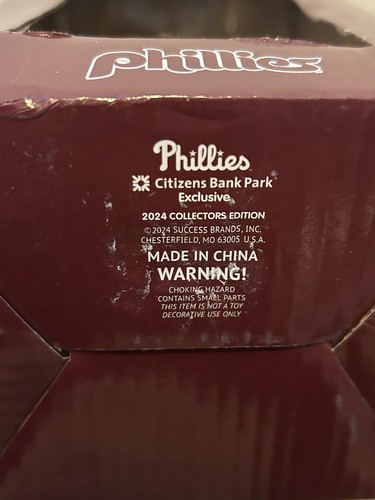 Phillies
Phillies
Citizens Bank Park
Exclusive
2024 COLLECTORS EDITION
©2024 SUCCESS BRANDS, INC.
CHESTERFIELD, MO 63005 U.S.A.
MADE IN CHINA
WARNING!
CHOKING HAZARD
CONTAINS SMALL PARTS
THIS ITEM IS NOT A TOY
DECORATIVE USE ONLY